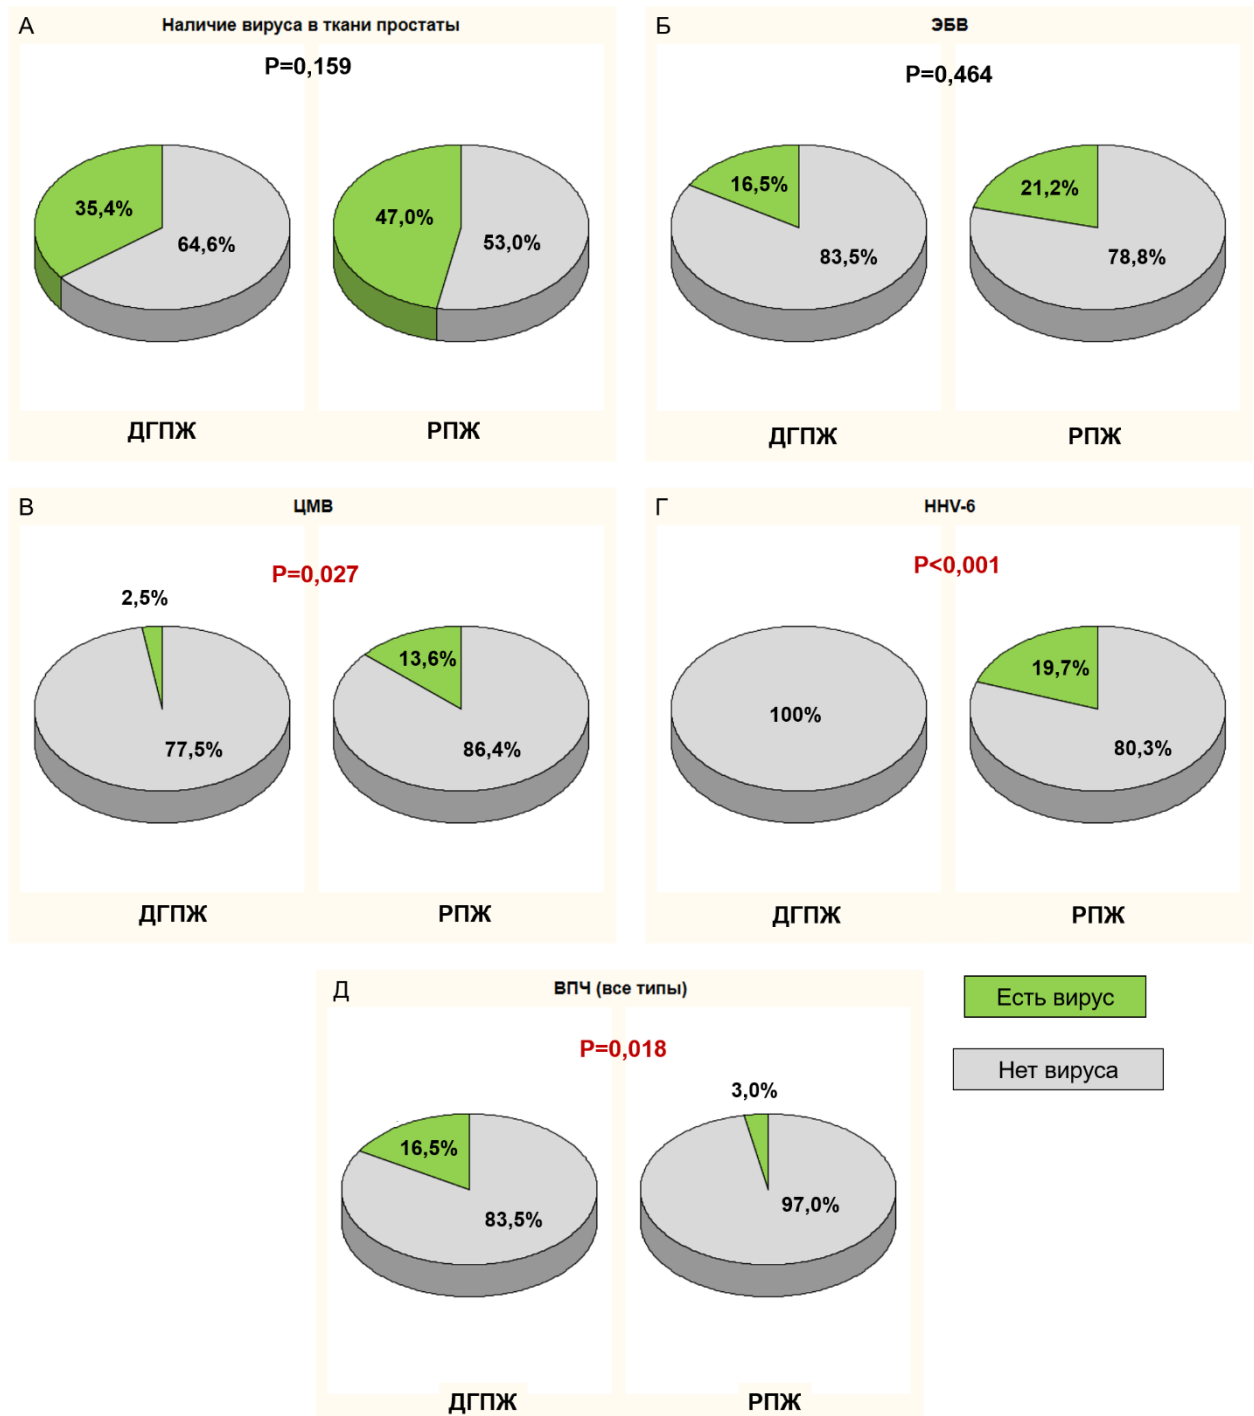 А
Наличие вируса в ткани простаты
P=0,159
35,4%
64,6%
47,0%
53,0%
ДГПЖ
РПЖ
Б
ЭБВ
P=0,464
16,5%
83,5%
21,2%
78,8%
ДГПЖ
РПЖ
В
ЦМВ
P=0,027
2,5%
77,5%
13,6%
86,4%
ДГПЖ
РПЖ
Г
HHV-6
P<0,001
100%
19,7%
80,3%
ДГПЖ
РПЖ
Д
ВПЧ (все типы)
P=0,018
16,5%
83,5%
3,0%
97,0%
ДГПЖ
РПЖ
Есть вирус
Нет вируса